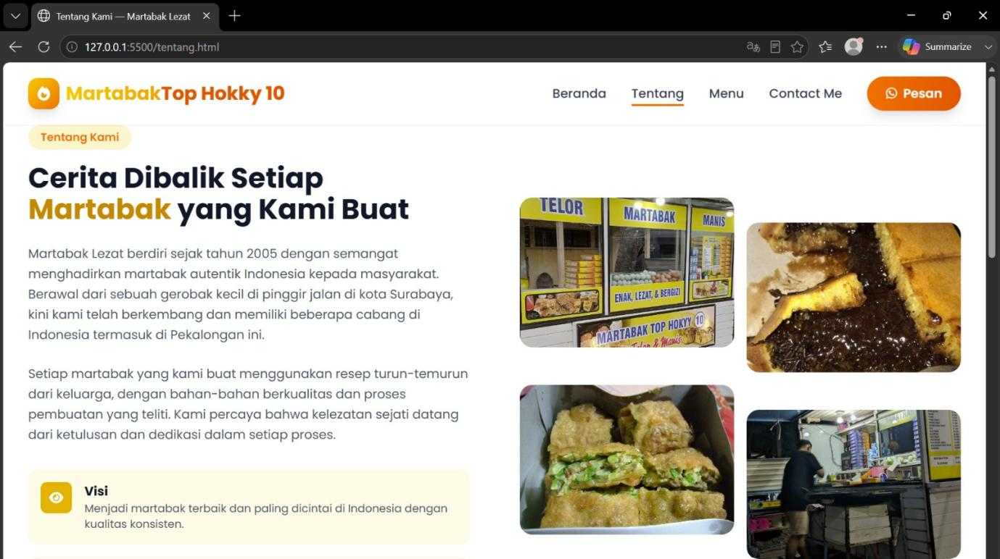 Tentang Kami — Martabak Lezat
127.0.0.1:5500/tentang.html
Summarize
MartabakTop Hokky 10
Beranda
Tentang
Menu
Contact Me
Pesan
Tentang Kami
Cerita Dibalik Setiap
Martabak yang Kami Buat
Martabak Lezat berdiri sejak tahun 2005 dengan semangat
menghadirkan martabak autentik Indonesia kepada masyarakat.
Berawal dari sebuah gerobak kecil di pinggir jalan di kota Surabaya,
kini kami telah berkembang dan memiliki beberapa cabang di
Indonesia termasuk di Pekalongan ini.
Setiap martabak yang kami buat menggunakan resep turun-temurun
dari keluarga, dengan bahan-bahan berkualitas dan proses
pembuatan yang teliti. Kami percaya bahwa kelezatan sejati datang
dari ketulusan dan dedikasi dalam setiap proses.
Visi
Menjadi martabak terbaik dan paling dicintai di Indonesia dengan
kualitas konsisten.
TELOR
MARTABAK
MANIS
ENAK, LEZAT, & BERGIZI
MARTABAK TOP HOKYY 10
Telor & Manis